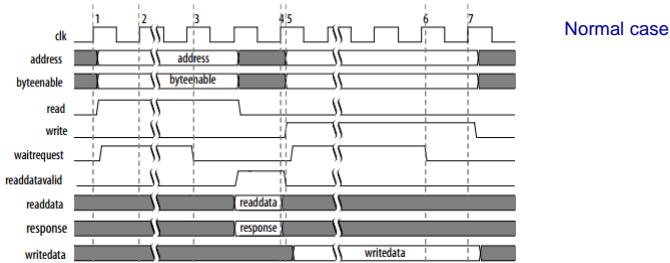 1 2 3 4 5 6 7
Normal case
clk
address address
byteenable byteenable
read
write
waitrequest
readdatavalid
readdata readdata
response response
writedata writedata